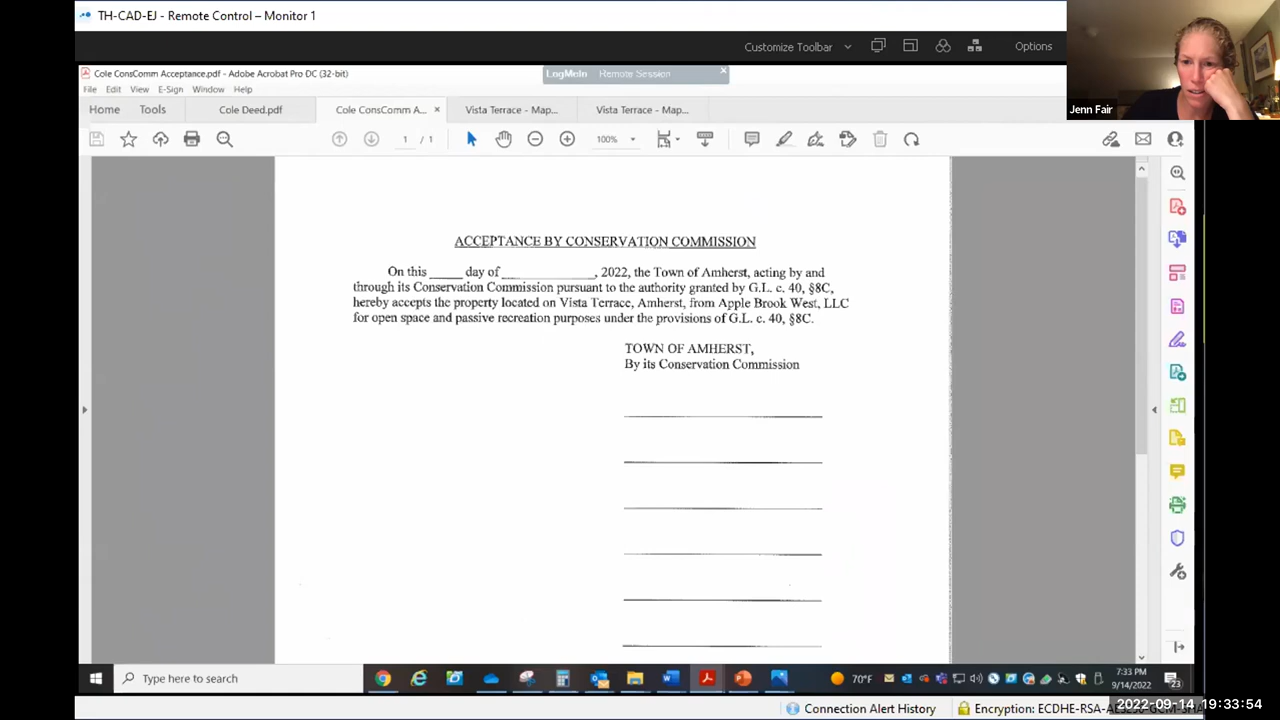 TH-CAD-EJ - Remote Control – Monitor 1
Customize Toolbar
Options
Jenn Fair
Cole ConsComm Acceptance.pdf - Adobe Acrobat Pro DC (32-bit)
LogMeIn Remote Session
File Edit View E-Sign Window Help
Home Tools Cole Deed.pdf Cole ConsComm A... Vista Terrace - Map... Vista Terrace - Map...
1 / 1 100%
ACCEPTANCE BY CONSERVATION COMMISSION
On this _____ day of ______________, 2022, the Town of Amherst, acting by and
through its Conservation Commission pursuant to the authority granted by G.L. c. 40, §8C,
hereby accepts the property located on Vista Terrace, Amherst, from Apple Brook West, LLC
for open space and passive recreation purposes under the provisions of G.L. c. 40, §8C.
TOWN OF AMHERST,
By its Conservation Commission
Type here to search
70°F
7:33 PM
9/14/2022
23
Connection Alert History
Encryption: ECDHE-RSA-
2022-09-14 19:33:54